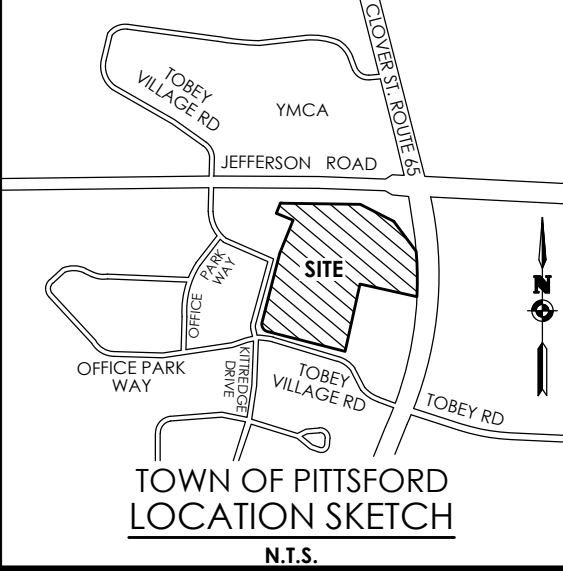 CLOVER ST. ROUTE 65
TOBEY
VILLAGE RD
YMCA
JEFFERSON ROAD
SITE
PARK
WAY
OFFICE
N
OFFICE PARK
WAY
KITTREDGE
DRIVE
TOBEY
VILLAGE RD
TOBEY RD
TOWN OF PITTSFORD
LOCATION SKETCH
N.T.S.